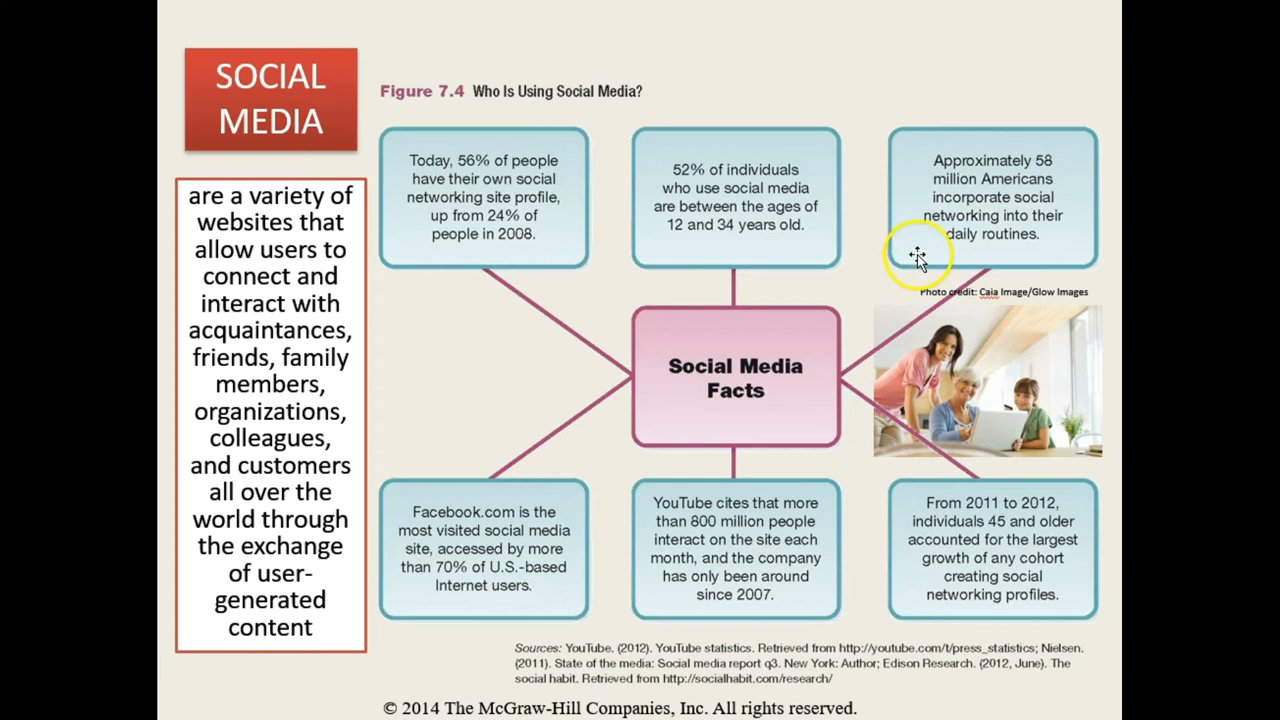 SOCIAL
MEDIA
are a variety of
websites that
allow users to
connect and
interact with
acquaintances,
friends, family
members,
organizations,
colleagues,
and customers
all over the
world through
the exchange
of user-
generated
content
Figure 7.4 Who Is Using Social Media?
Today, 56% of people
have their own social
networking site profile,
up from 24% of
people in 2008.
52% of individuals
who use social media
are between the ages of
12 and 34 years old.
Approximately 58
million Americans
incorporate social
networking into their
daily routines.
Photo credit: Caia Image/Glow Images
Social Media
Facts
Facebook.com is the
most visited social media
site, accessed by more
than 70% of U.S.-based
Internet users.
YouTube cites that more
than 800 million people
interact on the site each
month, and the company
has only been around
since 2007.
From 2011 to 2012,
individuals 45 and older
accounted for the largest
growth of any cohort
creating social
networking profiles.
Sources: YouTube. (2012). YouTube statistics. Retrieved from http://youtube.com/t/press_statistics; Nielsen.
(2011). State of the media: Social media report q3. New York: Author; Edison Research. (2012, June). The
social habit. Retrieved from http://socialhabit.com/research/
© 2014 The McGraw-Hill Companies, Inc. All rights reserved.